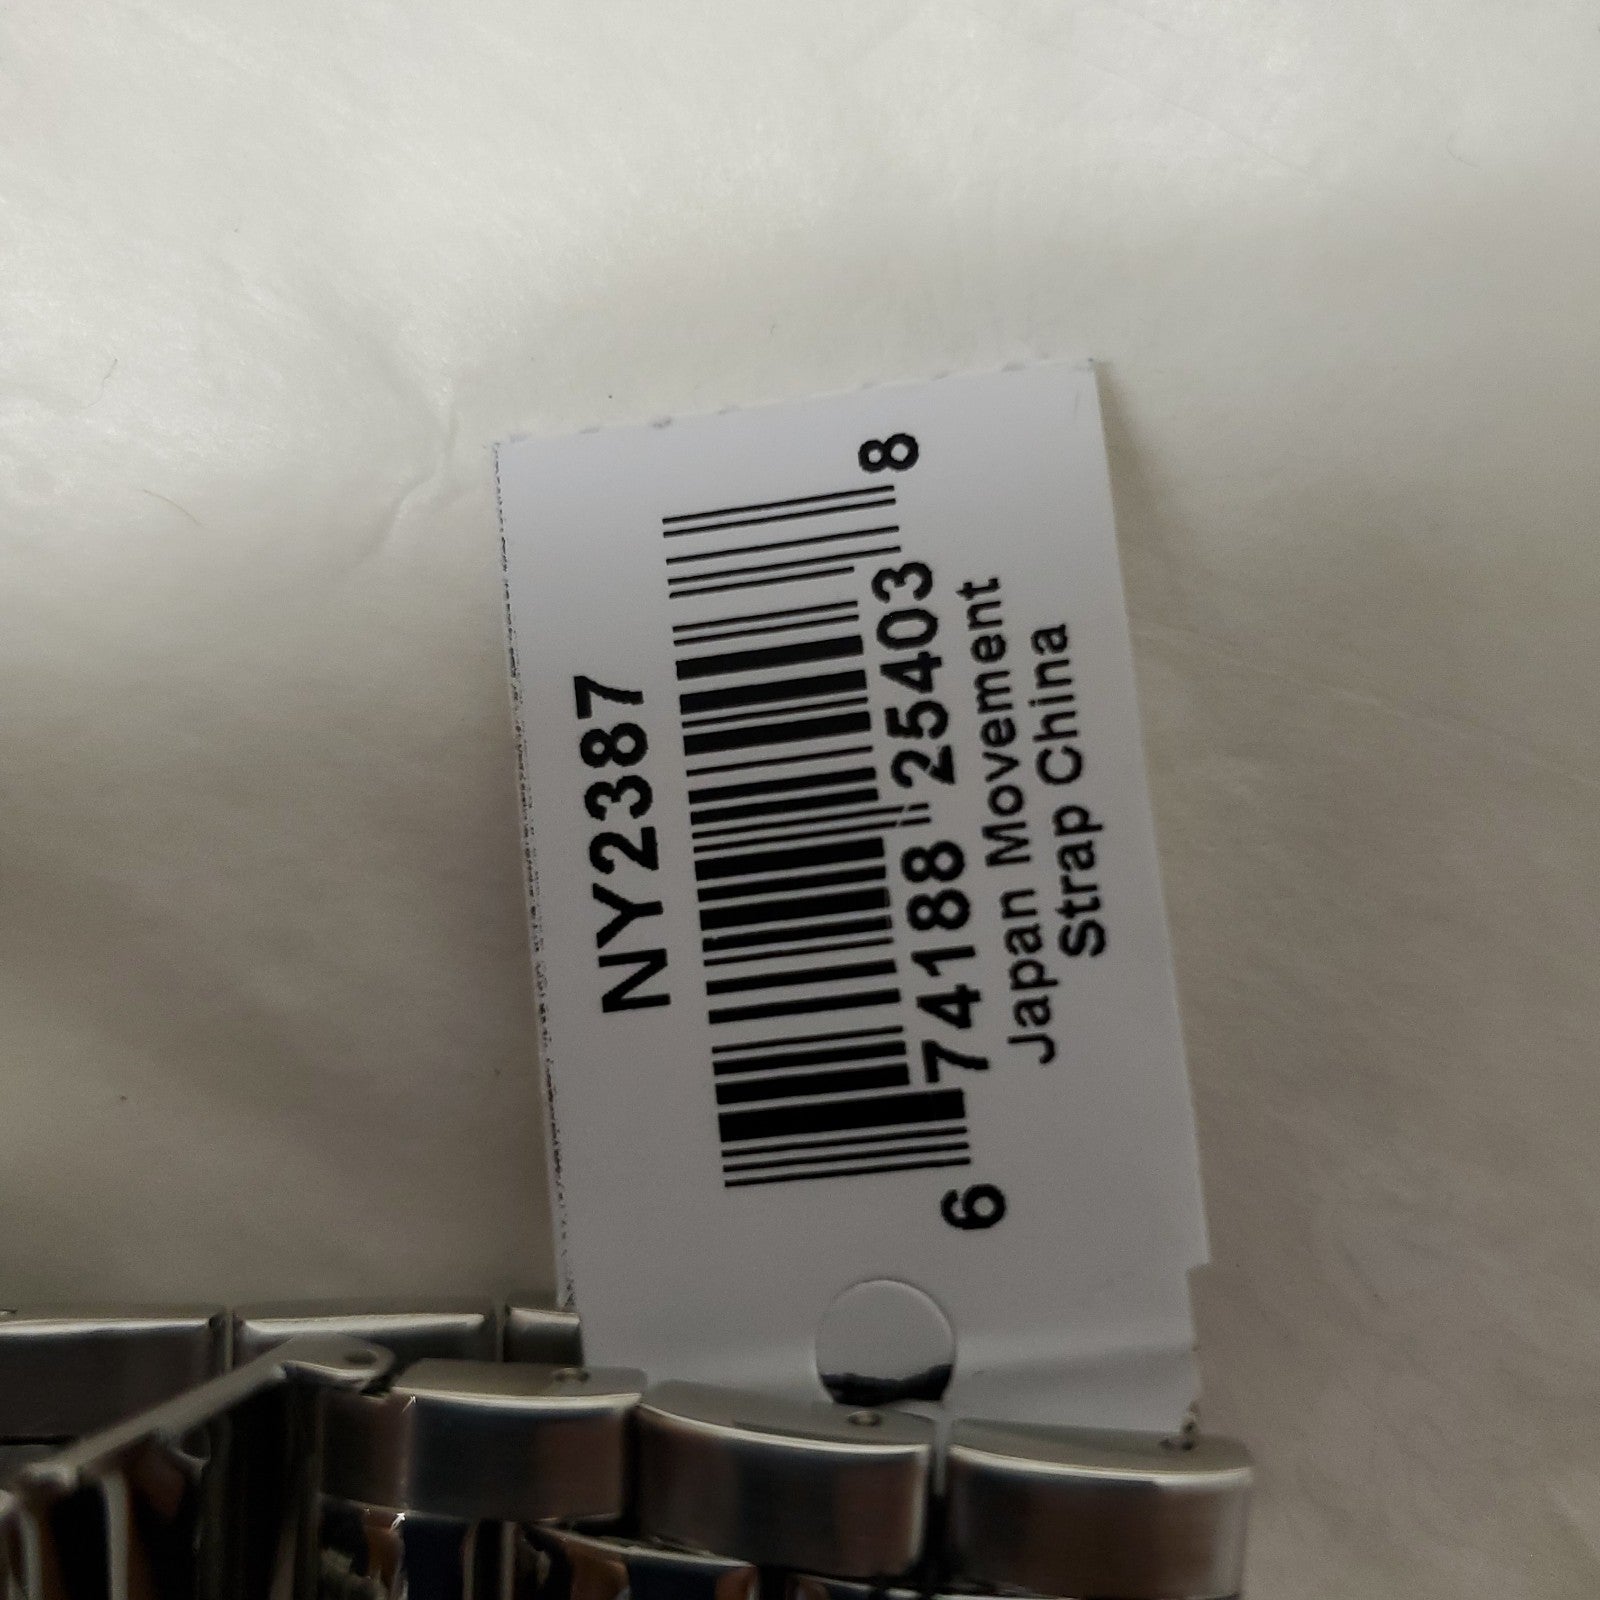 NY2387
6 74188 25403 8
Japan Movement
Strap China